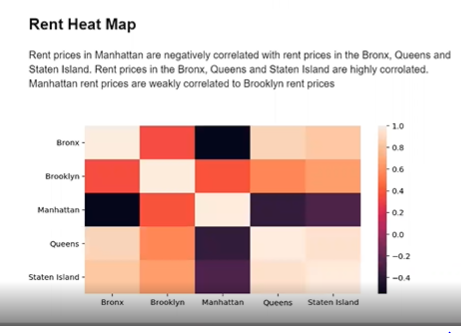 Rent Heat Map
Rent prices in Manhattan are negatively correlated with rent prices in the Bronx, Queens and
Staten Island. Rent prices in the Bronx, Queens and Staten Island are highly corrolated.
Manhattan rent prices are weakly correlated to Brooklyn rent prices
Bronx
Brooklyn
Manhattan
Queens
Staten Island
Bronx Brooklyn Manhattan Queens Staten Island
1.0
0.8
0.6
0.4
0.2
0.0
−0.2
−0.4